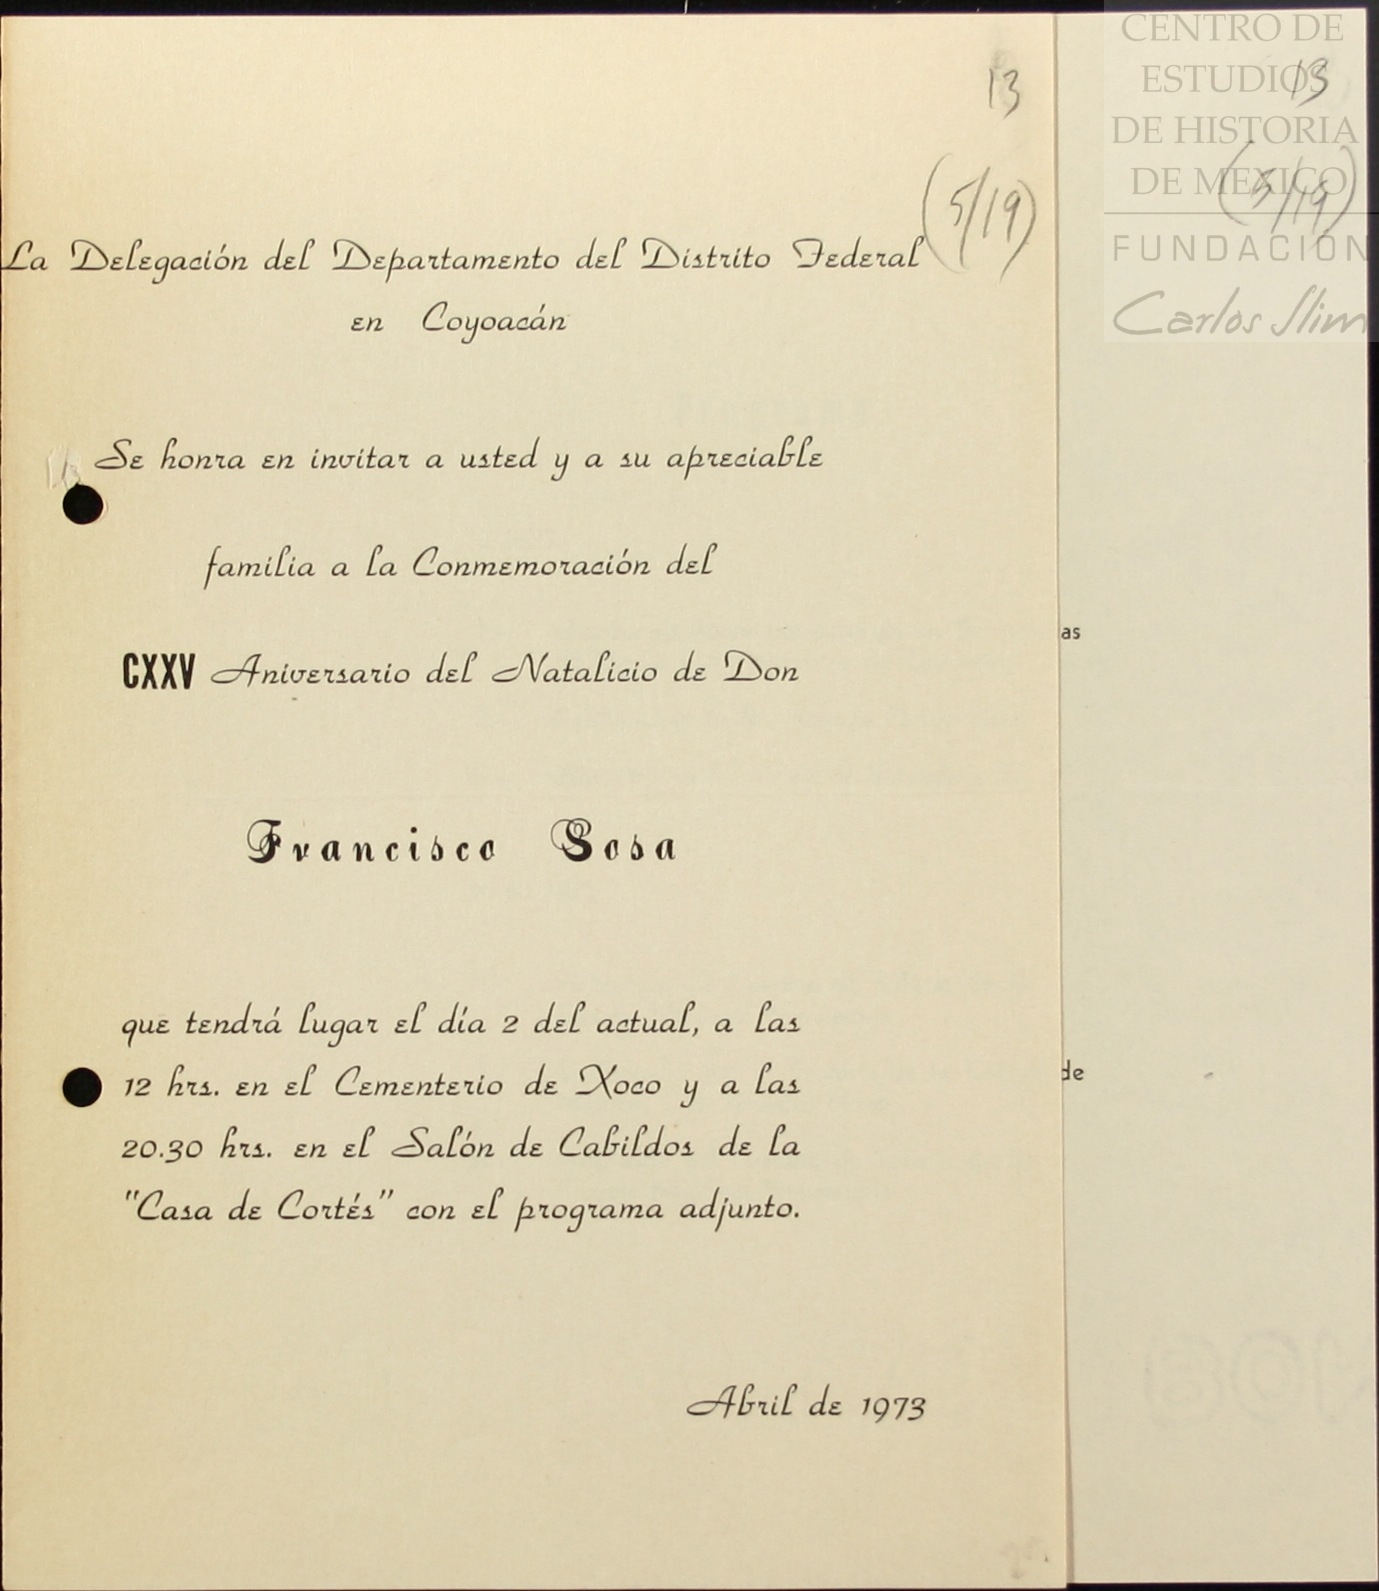 13
(5/19)
La Delegación del Departamento del Distrito Federal
en Coyoacán
Se honra en invitar a usted y a su apreciable
familia a la Conmemoración del
CXXV Aniversario del Natalicio de Don
Francisco Sosa
que tendrá lugar el día 2 del actual, a las
12 hrs. en el Cementerio de Xoco y a las
20.30 hrs. en el Salón de Cabildos de la
"Casa de Cortés" con el programa adjunto.
Abril de 1973
CENTRO DE
ESTUDIOS
DE HISTORIA
DE MEXICO
FUNDACIÓN
Carlos Slim
13
(5/19)
as
de